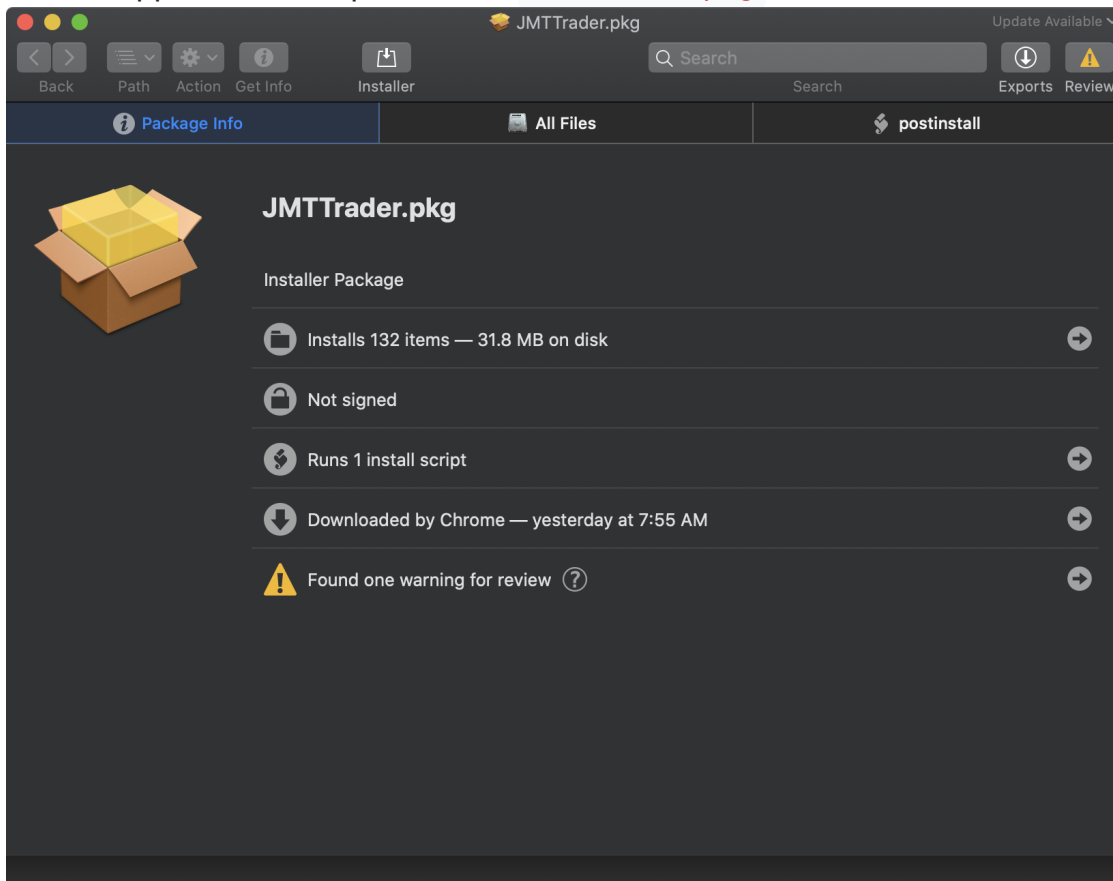 JMTTrader.pkg
Update Available
Search
Back Path Action Get Info Installer Search Exports Review
Package Info All Files postinstall
JMTTrader.pkg
Installer Package
Installs 132 items — 31.8 MB on disk
Not signed
Runs 1 install script
Downloaded by Chrome — yesterday at 7:55 AM
Found one warning for review ?